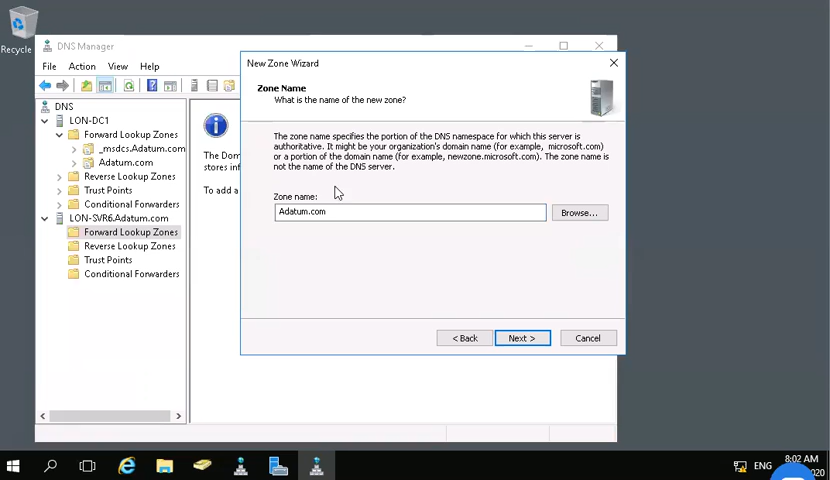 Recycle
DNS Manager
File Action View Help
DNS
LON-DC1
Forward Lookup Zones
_msdcs.Adatum.com
Adatum.com
Reverse Lookup Zones
Trust Points
Conditional Forwarders
LON-SVR6.Adatum.com
Forward Lookup Zones
Reverse Lookup Zones
Trust Points
Conditional Forwarders
The Dom
stores inf
To add a
New Zone Wizard
Zone Name
What is the name of the new zone?
The zone name specifies the portion of the DNS namespace for which this server is
authoritative. It might be your organization's domain name (for example, microsoft.com)
or a portion of the domain name (for example, newzone.microsoft.com). The zone name is
not the name of the DNS server.
Zone name:
Adatum.com
Browse...
< Back Next > Cancel
ENG
8:02 AM
2020